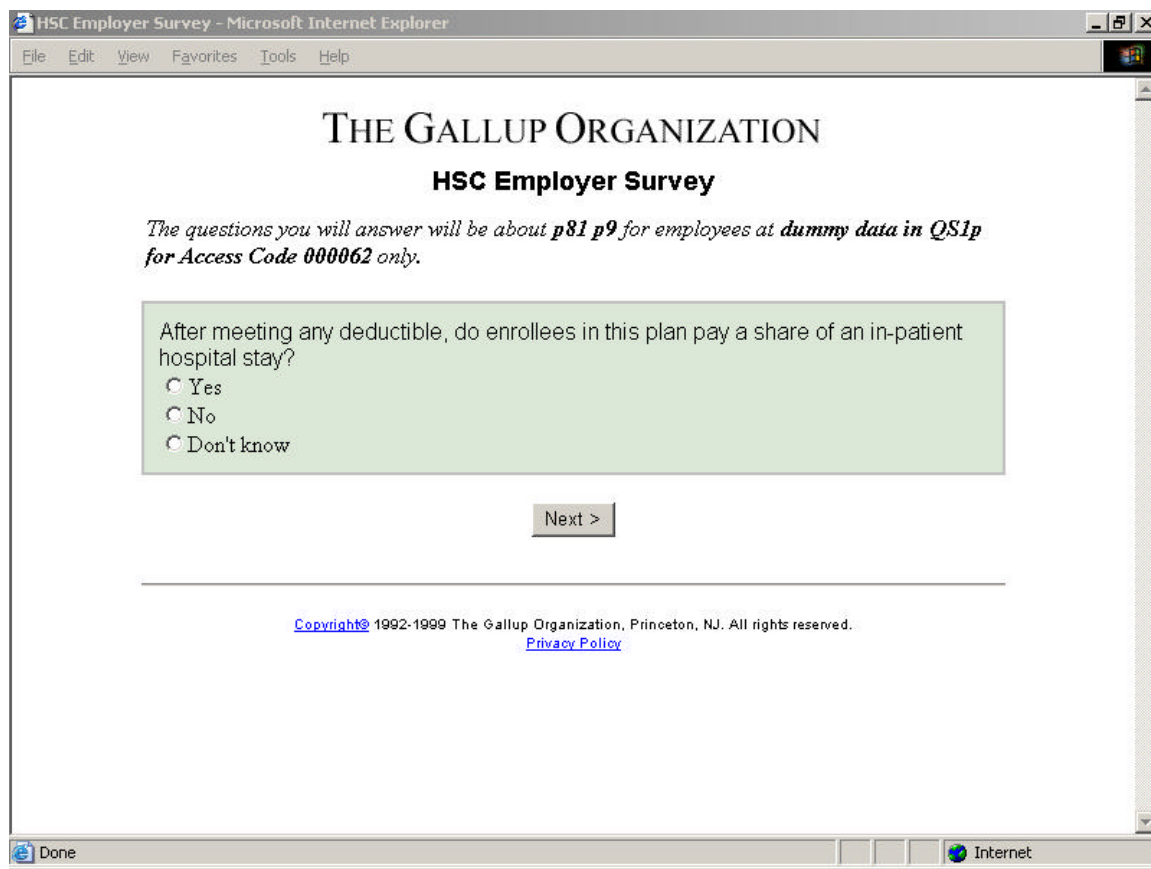 HSC Employer Survey - Microsoft Internet Explorer
File Edit View Favorites Tools Help
THE GALLUP ORGANIZATION
HSC Employer Survey
The questions you will answer will be about p81 p9 for employees at dummy data in QS1p
for Access Code 000062 only.
After meeting any deductible, do enrollees in this plan pay a share of an in-patient
hospital stay?
Yes
No
Don't know
Next >
Copyright© 1992-1999 The Gallup Organization, Princeton, NJ. All rights reserved.
Privacy Policy
Done Internet